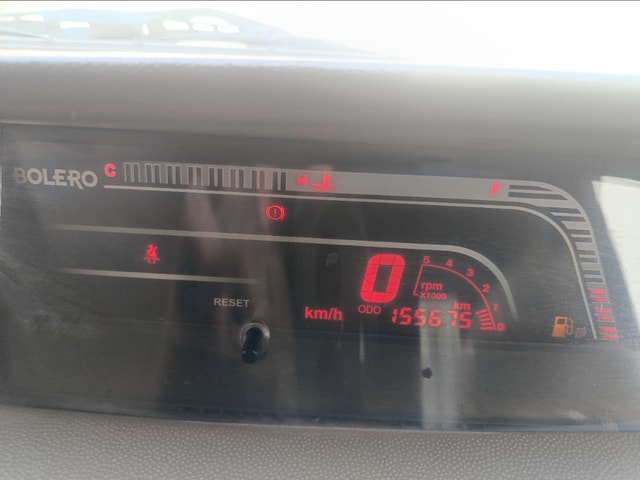 BOLERO C H F
5 4 3 2 1 0
rpm
X1000
RESET
0
km/h
ODO 155675 km